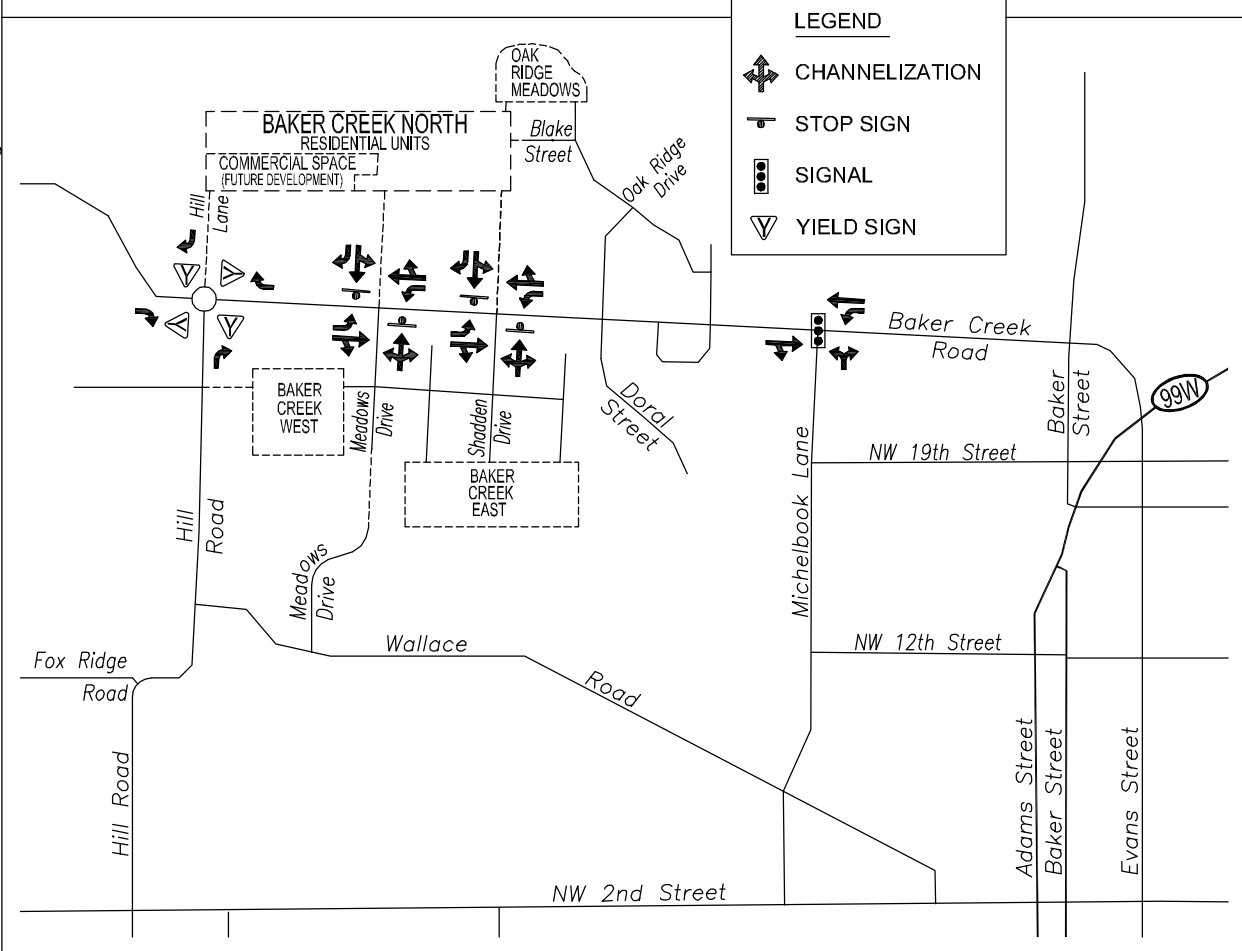 LEGEND
CHANNELIZATION
STOP SIGN
SIGNAL
Y YIELD SIGN
OAK
RIDGE
MEADOWS
BAKER CREEK NORTH
RESIDENTIAL UNITS
COMMERCIAL SPACE
(FUTURE DEVELOPMENT)
Blake
Street
Oak Ridge
Drive
Hill
Lane
Y
Y
Y
Y
Baker Creek
Road
BAKER
CREEK
WEST
Meadows
Drive
Shadden
Drive
Doral
Street
Baker
Street
99W
BAKER
CREEK
EAST
NW 19th Street
Michelbook Lane
Hill
Road
Meadows
Drive
Wallace
Road
NW 12th Street
Fox Ridge
Road
Hill Road
Adams Street
Baker Street
Evans Street
NW 2nd Street